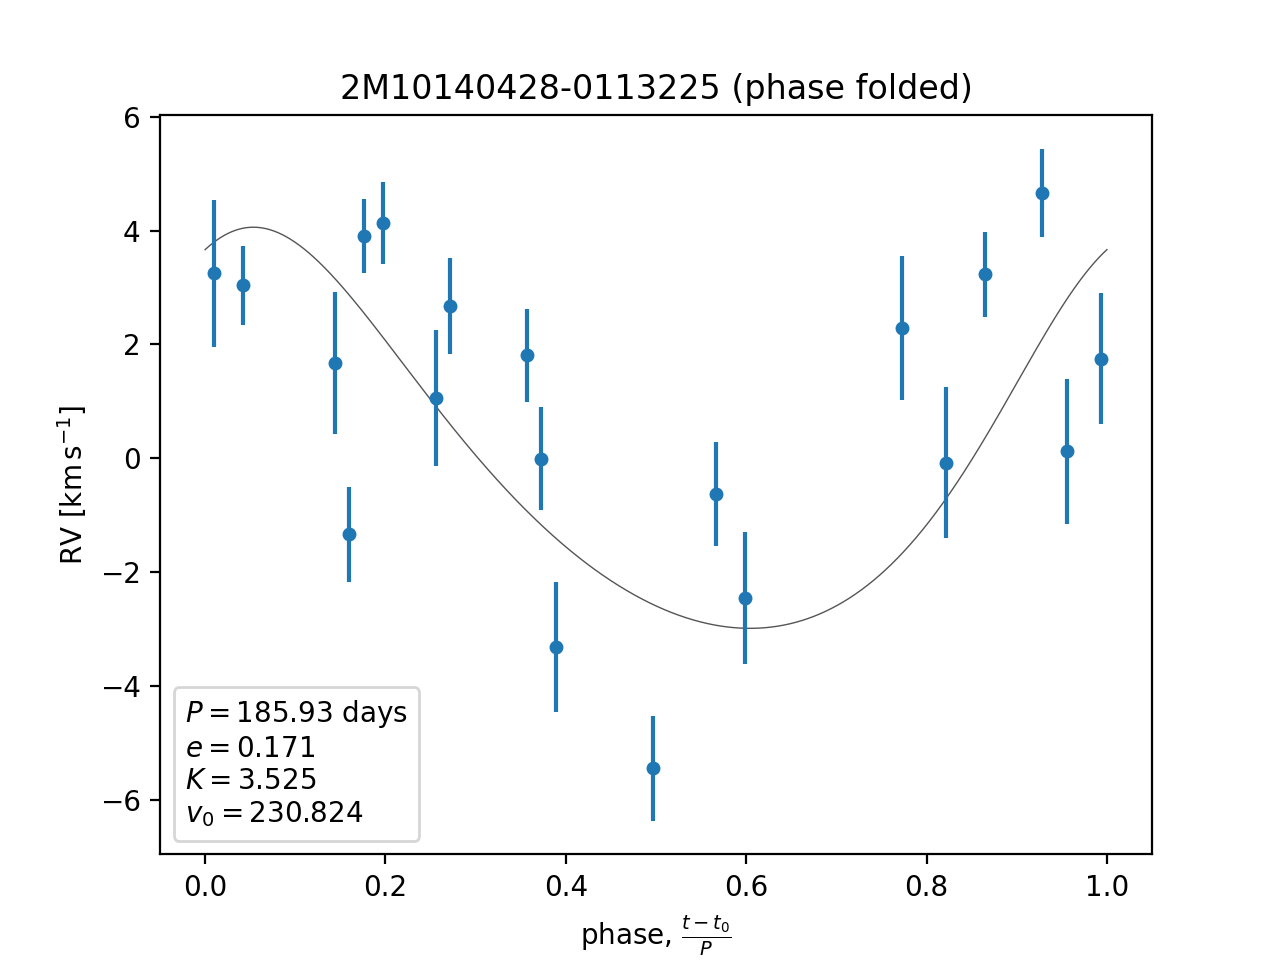 2M10140428-0113225 (phase folded)
6
4
2
0
−2
−4
−6
RV [km s⁻¹]
P = 185.93 days
e = 0.171
K = 3.525
v₀ = 230.824
0.0 0.2 0.4 0.6 0.8 1.0
phase, (t − t₀)/P